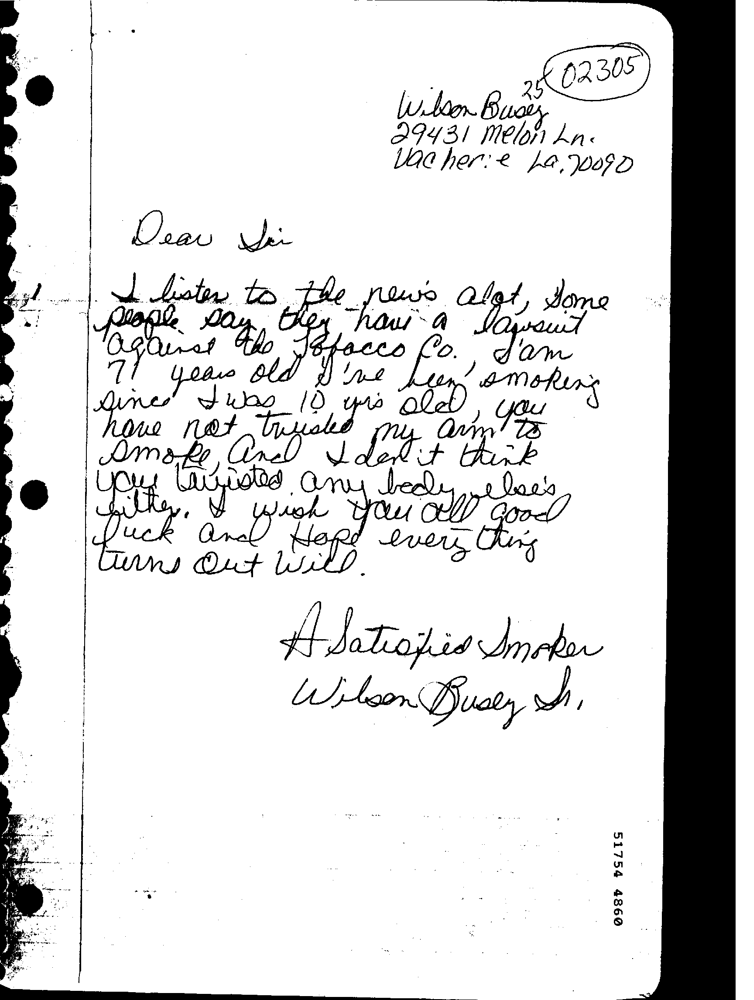 02305
25
Wilson Busey
29431 Melon Ln.
Vacherie La. 70090
Dear Sir
I listen to the news alot, Some
people say they have a lawsuit
against the Tobacco Co. I'am
71 years old I've been smoking
since I was 10 yrs old, you
have not twisted my arm to
smoke, and I don't think
you twisted any body else's
either. I wish you all good
luck and Hope every thing
turns Out Will.
A Satisfied Smoker
Wilson Busey Sr.
51754 4860